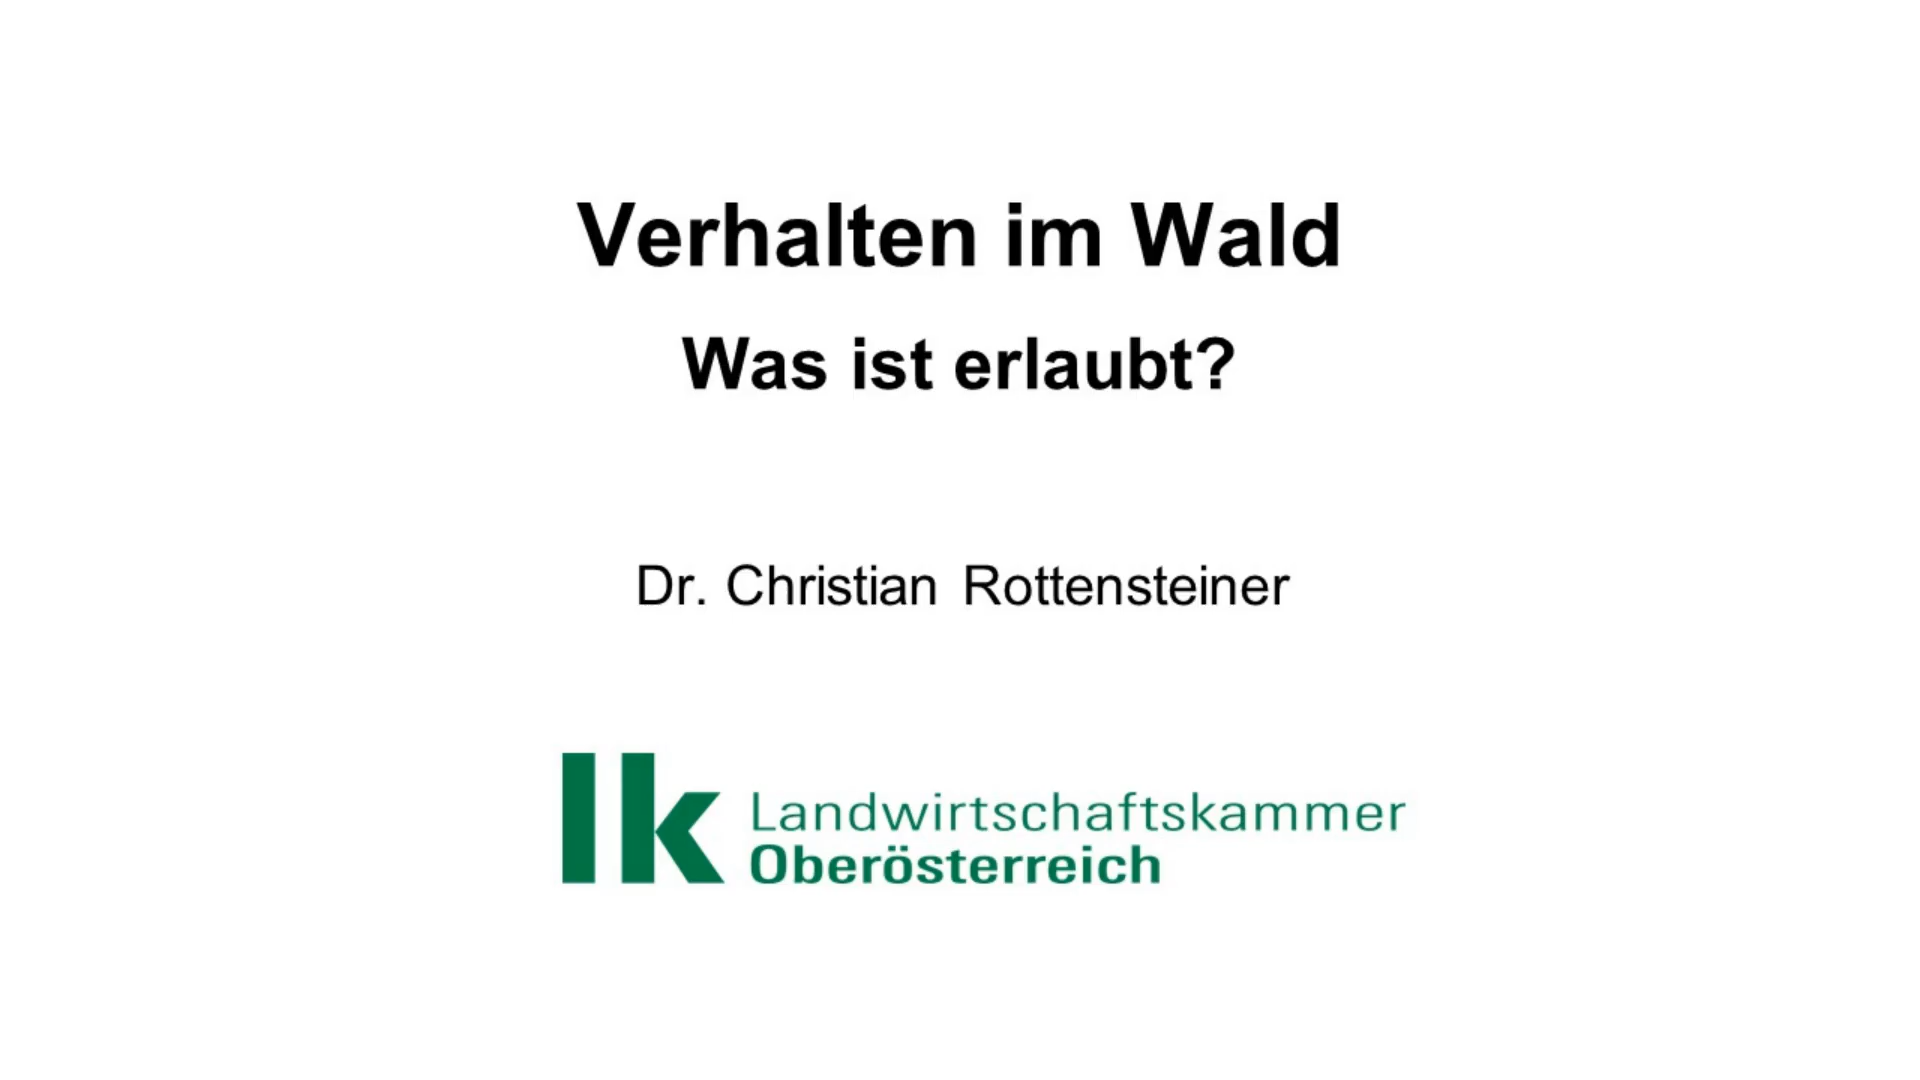 Verhalten im Wald
Was ist erlaubt?
Dr. Christian Rottensteiner
lk Landwirtschaftskammer
Oberösterreich